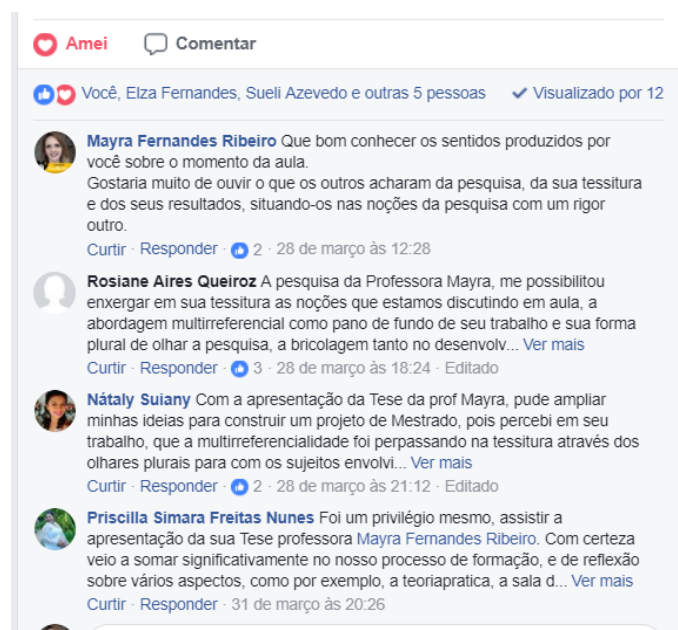 Amei Comentar
Você, Elza Fernandes, Sueli Azevedo e outras 5 pessoas Visualizado por 12
Mayra Fernandes Ribeiro Que bom conhecer os sentidos produzidos por
você sobre o momento da aula.
Gostaria muito de ouvir o que os outros acharam da pesquisa, da sua tessitura
e dos seus resultados, situando-os nas noções da pesquisa com um rigor
outro.
Curtir · Responder · 2 · 28 de março às 12:28
Rosiane Aires Queiroz A pesquisa da Professora Mayra, me possibilitou
enxergar em sua tessitura as noções que estamos discutindo em aula, a
abordagem multirreferencial como pano de fundo de seu trabalho e sua forma
plural de olhar a pesquisa, a bricolagem tanto no desenvolv... Ver mais
Curtir · Responder · 3 · 28 de março às 18:24 · Editado
Nátaly Suiany Com a apresentação da Tese da prof Mayra, pude ampliar
minhas ideias para construir um projeto de Mestrado, pois percebi em seu
trabalho, que a multirreferencialidade foi perpassando na tessitura através dos
olhares plurais para com os sujeitos envolvi... Ver mais
Curtir · Responder · 2 · 28 de março às 21:12 · Editado
Priscilla Simara Freitas Nunes Foi um privilégio mesmo, assistir a
apresentação da sua Tese professora Mayra Fernandes Ribeiro. Com certeza
veio a somar significativamente no nosso processo de formação, e de reflexão
sobre vários aspectos, como por exemplo, a teoriapratica, a sala d... Ver mais
Curtir · Responder · 31 de março às 20:26